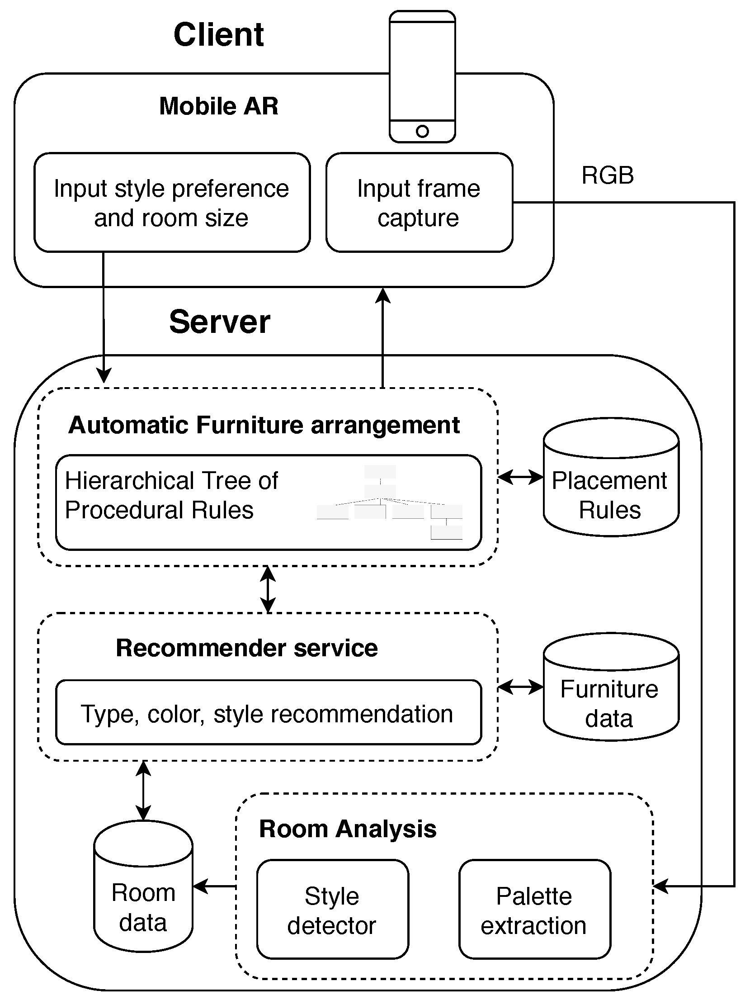 Client
Mobile AR
Input style preference
and room size
Input frame
capture
RGB
Server
Automatic Furniture arrangement
Hierarchical Tree of
Procedural Rules
Placement
Rules
Recommender service
Type, color, style recommendation
Furniture
data
Room Analysis
Room
data
Style
detector
Palette
extraction